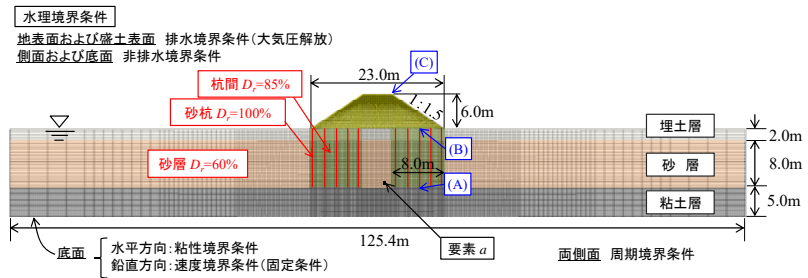 水理境界条件
地表面および盛土表面 排水境界条件(大気圧解放)
側面および底面 非排水境界条件
23.0m
(C)
杭間 Dr=85%
1:1.5
6.0m
砂杭 Dr=100%
(B)
埋土層
2.0m
砂層 Dr=60%
8.0m
砂 層
8.0m
(A)
粘土層
5.0m
要素 a
125.4m
底面
水平方向:粘性境界条件
鉛直方向:速度境界条件(固定条件)
両側面 周期境界条件